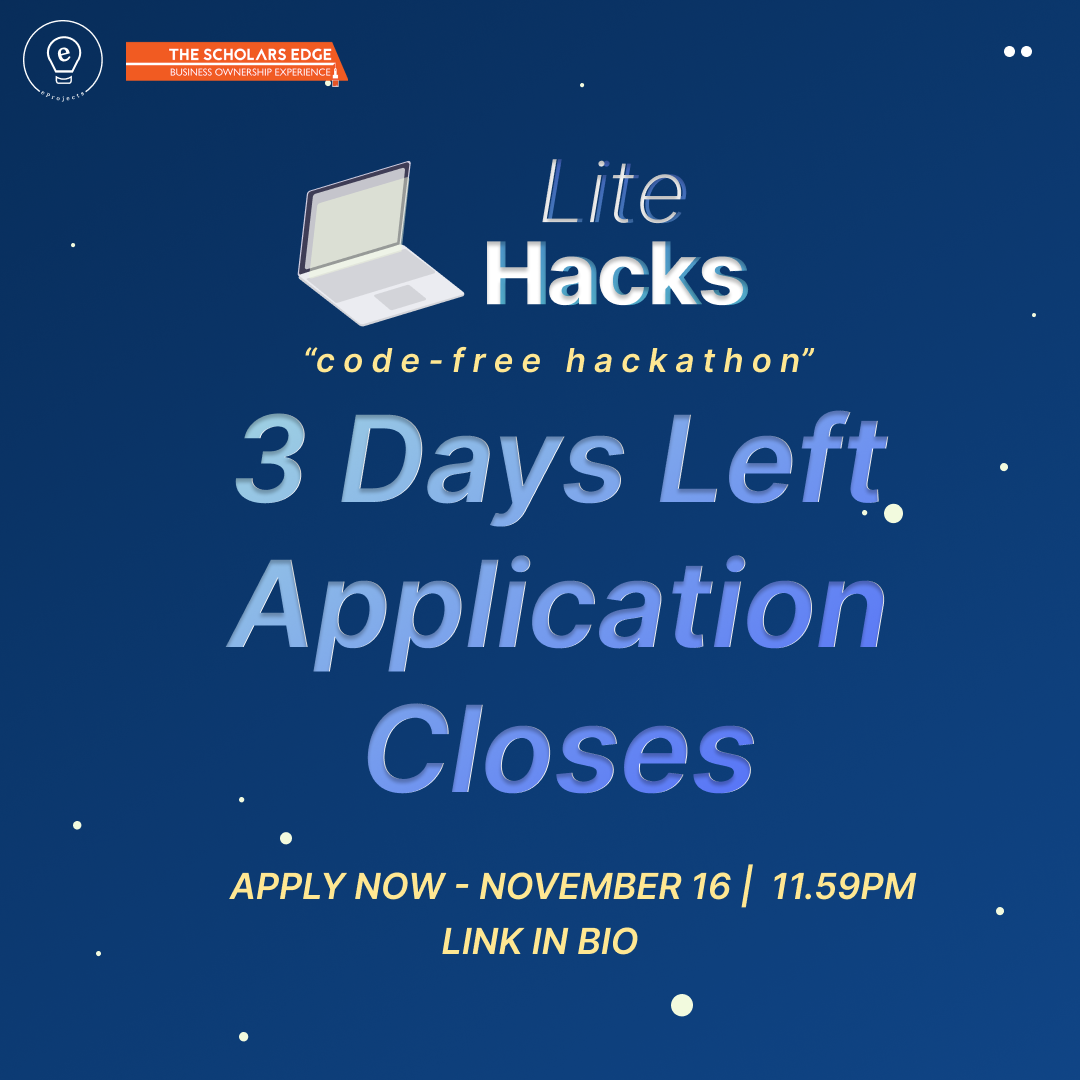 e
eProjects
THE SCHOLARS EDGE
BUSINESS OWNERSHIP EXPERIENCE
Lite
Hacks
“code-free hackathon”
3 Days Left
Application
Closes
APPLY NOW - NOVEMBER 16 | 11.59PM
LINK IN BIO